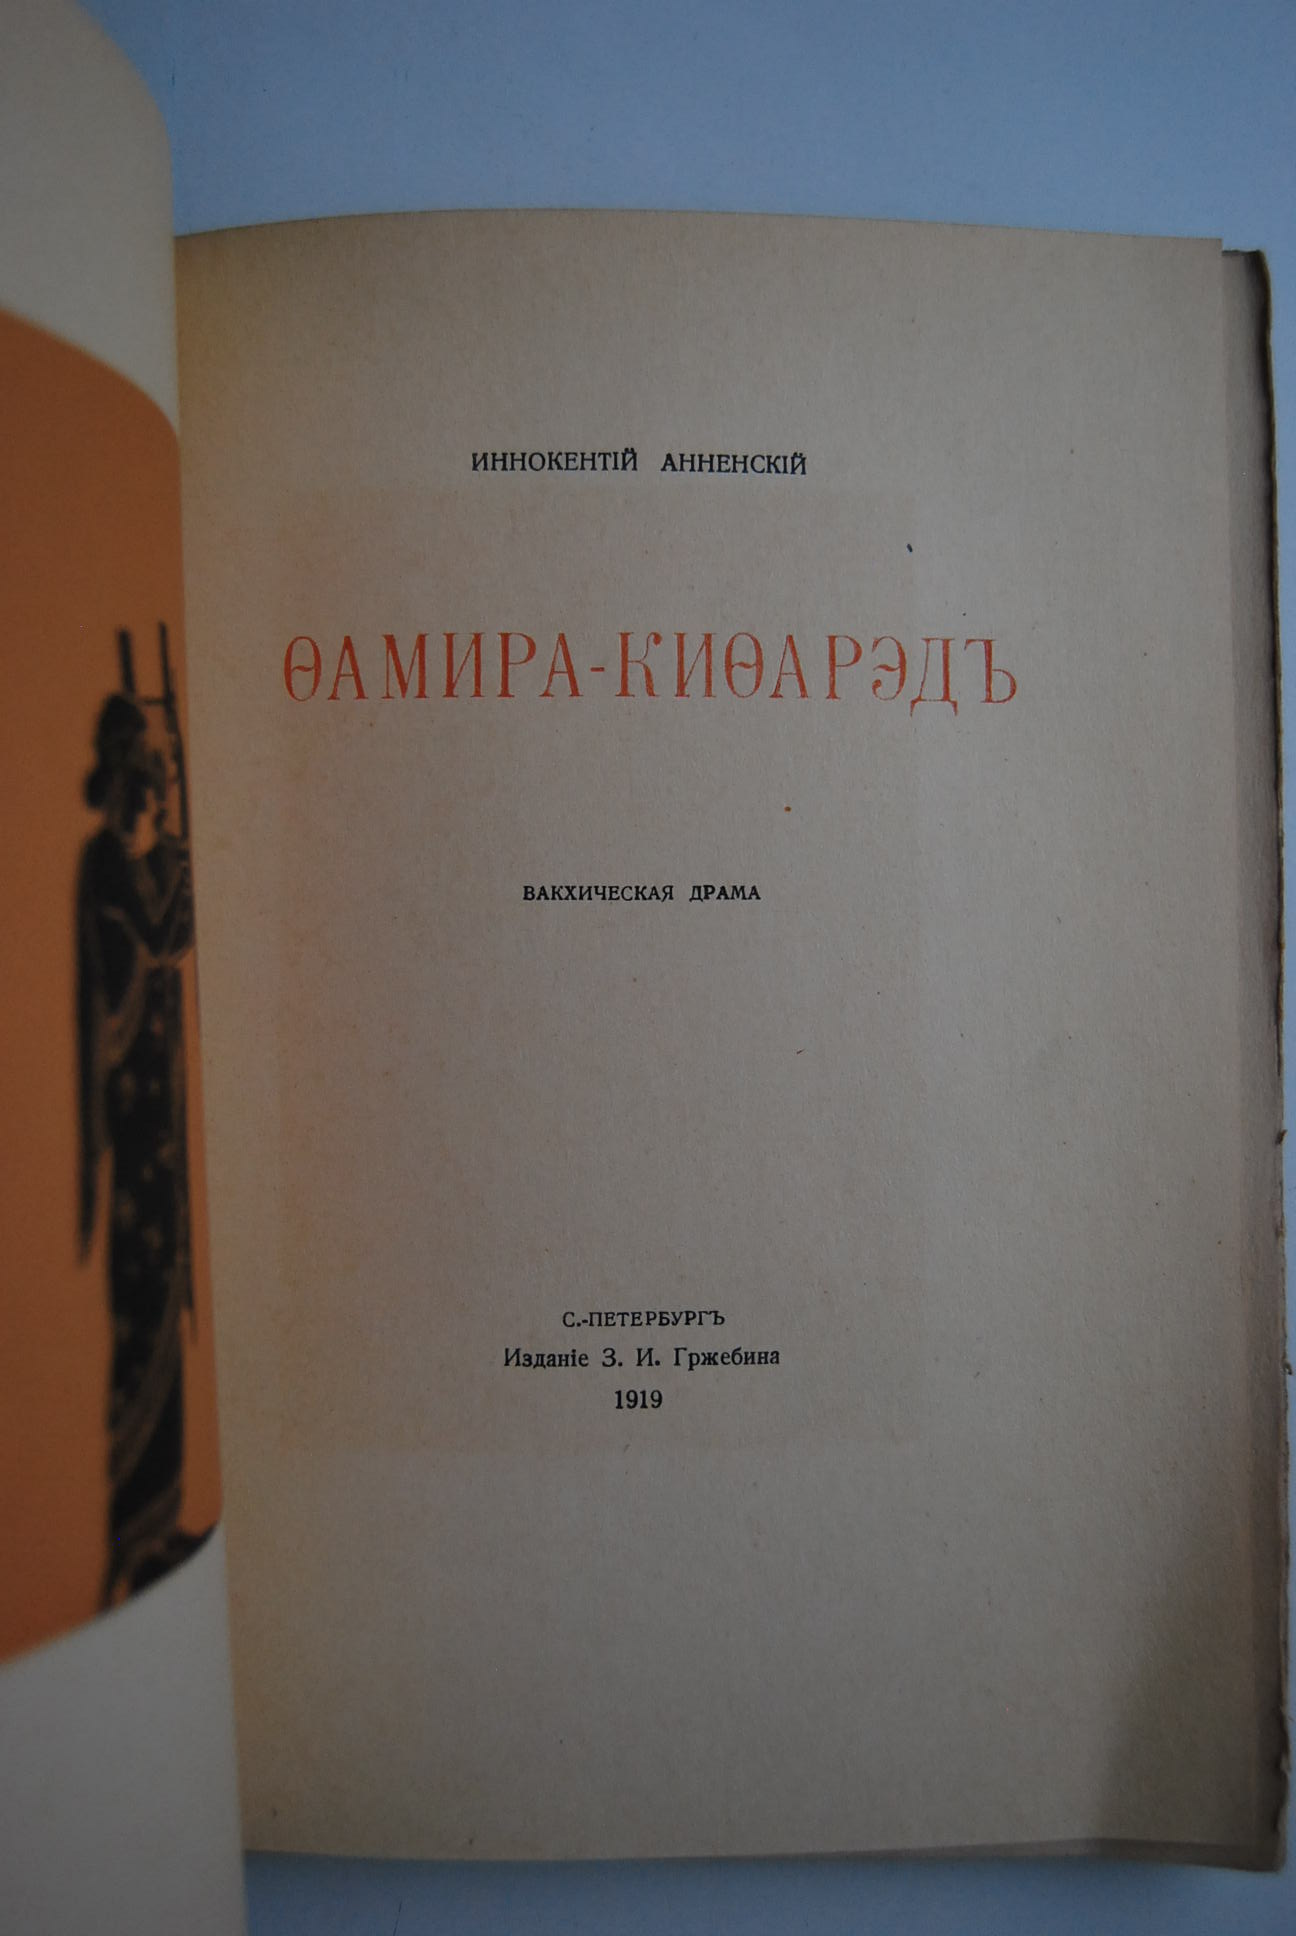 ИННОКЕНТІЙ АННЕНСКІЙ
ѲАМИРА-КИѲАРЭДЪ
ВАКХИЧЕСКАЯ ДРАМА
С.-ПЕТЕРБУРГЪ
Изданіе З. И. Гржебина
1919